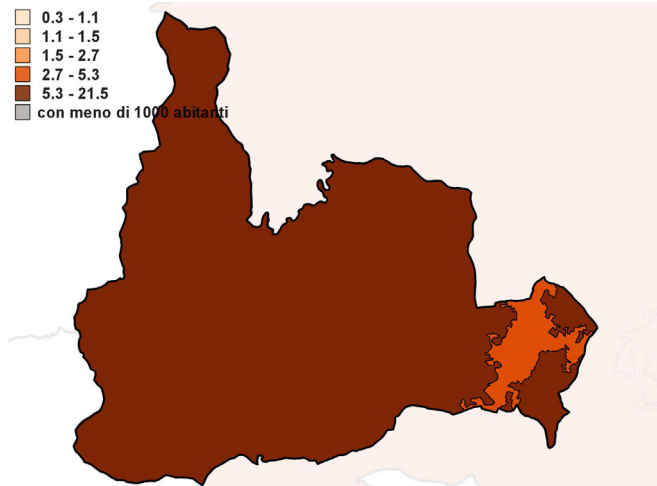 0.3 - 1.1
1.1 - 1.5
1.5 - 2.7
2.7 - 5.3
5.3 - 21.5
con meno di 1000 abitanti